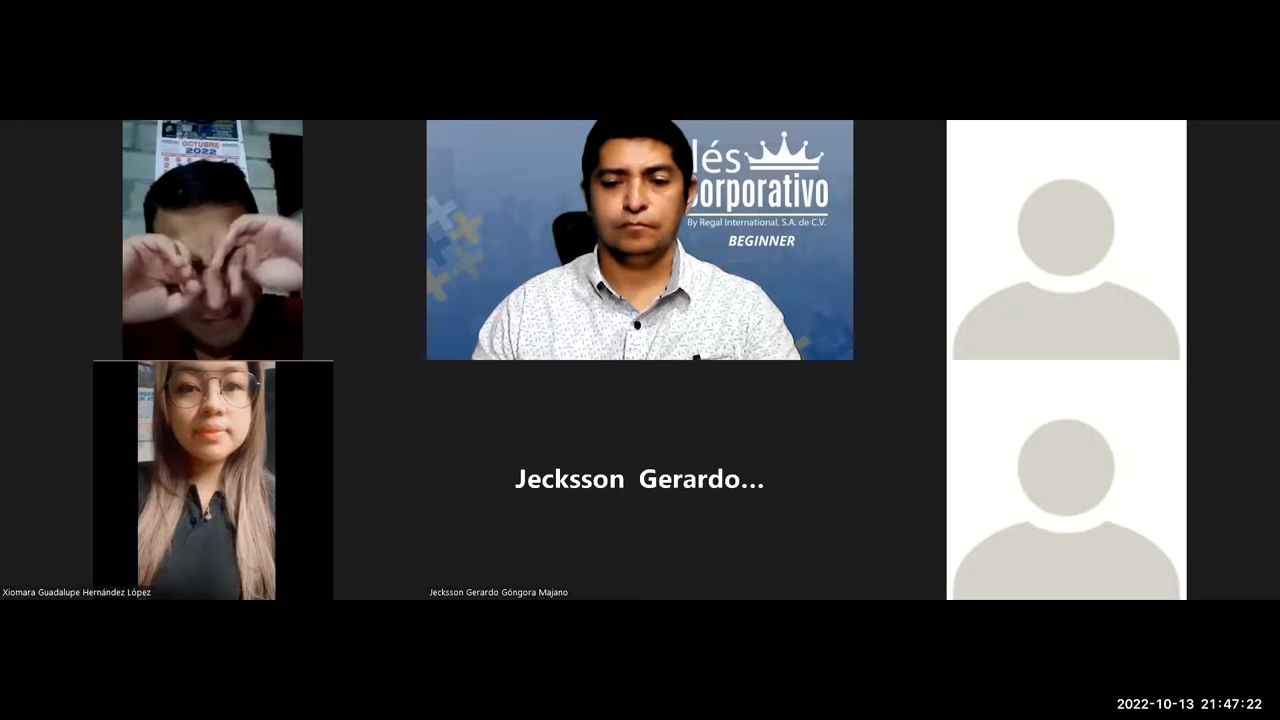 OCTUBRE
2022
lés
orporativo
By Regal International, S.A. de C.V.
BEGINNER
Jecksson Gerardo...
Xiomara Guadalupe Hernández López
Jecksson Gerardo Góngora Majano
2022-10-13 21:47:22